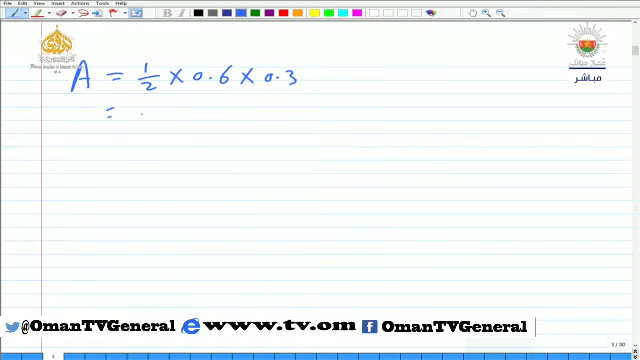 File Edit View Insert Actions Tools Help
A = 1/2 × 0.6 × 0.3
=
مباشر
@OmanTVGeneral www.tv.om OmanTVGeneral
3 / 30
3